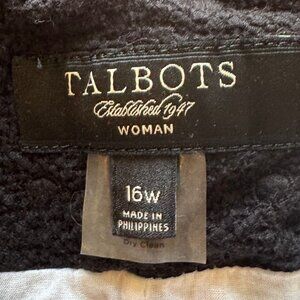 TALBOTS
Established 1947
WOMAN
16W
MADE IN
PHILIPPINES
Dry Clean